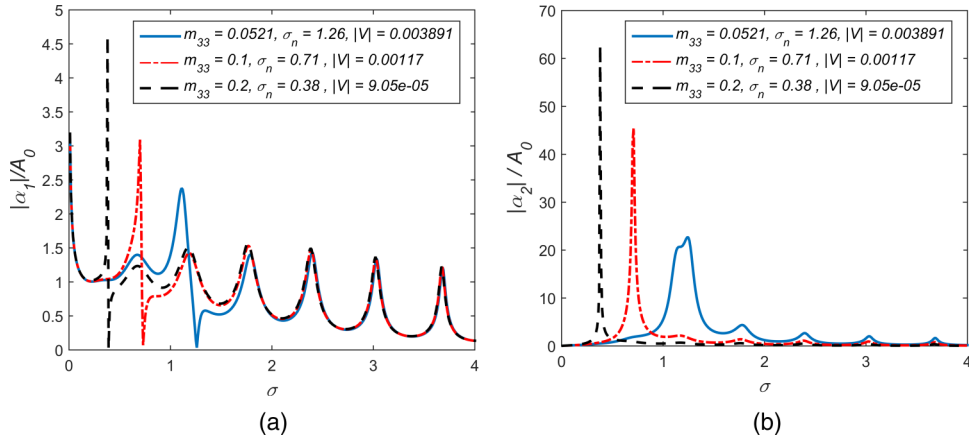 m33 = 0.0521, σn = 1.26, |V| = 0.003891
m33 = 0.1, σn = 0.71 , |V| = 0.00117
m33 = 0.2, σn = 0.38 , |V| = 9.05e-05
|α1|/A0
5
4.5
4
3.5
3
2.5
2
1.5
1
0.5
0
0 1 2 3 4
σ
(a)
m33 = 0.0521, σn = 1.26, |V| = 0.003891
m33 = 0.1, σn = 0.71 , |V| = 0.00117
m33 = 0.2, σn = 0.38 , |V| = 9.05e-05
|α2| / A0
70
60
50
40
30
20
10
0
0 1 2 3 4
σ
(b)